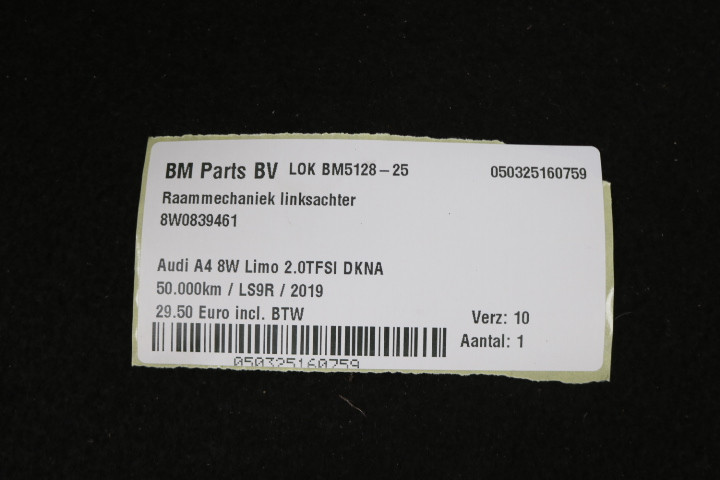 BM Parts BV LOK BM5128-25 050325160759
Raammechaniek linksachter
8W0839461
Audi A4 8W Limo 2.0TFSI DKNA
50.000km / LS9R / 2019
29.50 Euro incl. BTW
Verz: 10
Aantal: 1
050325160759